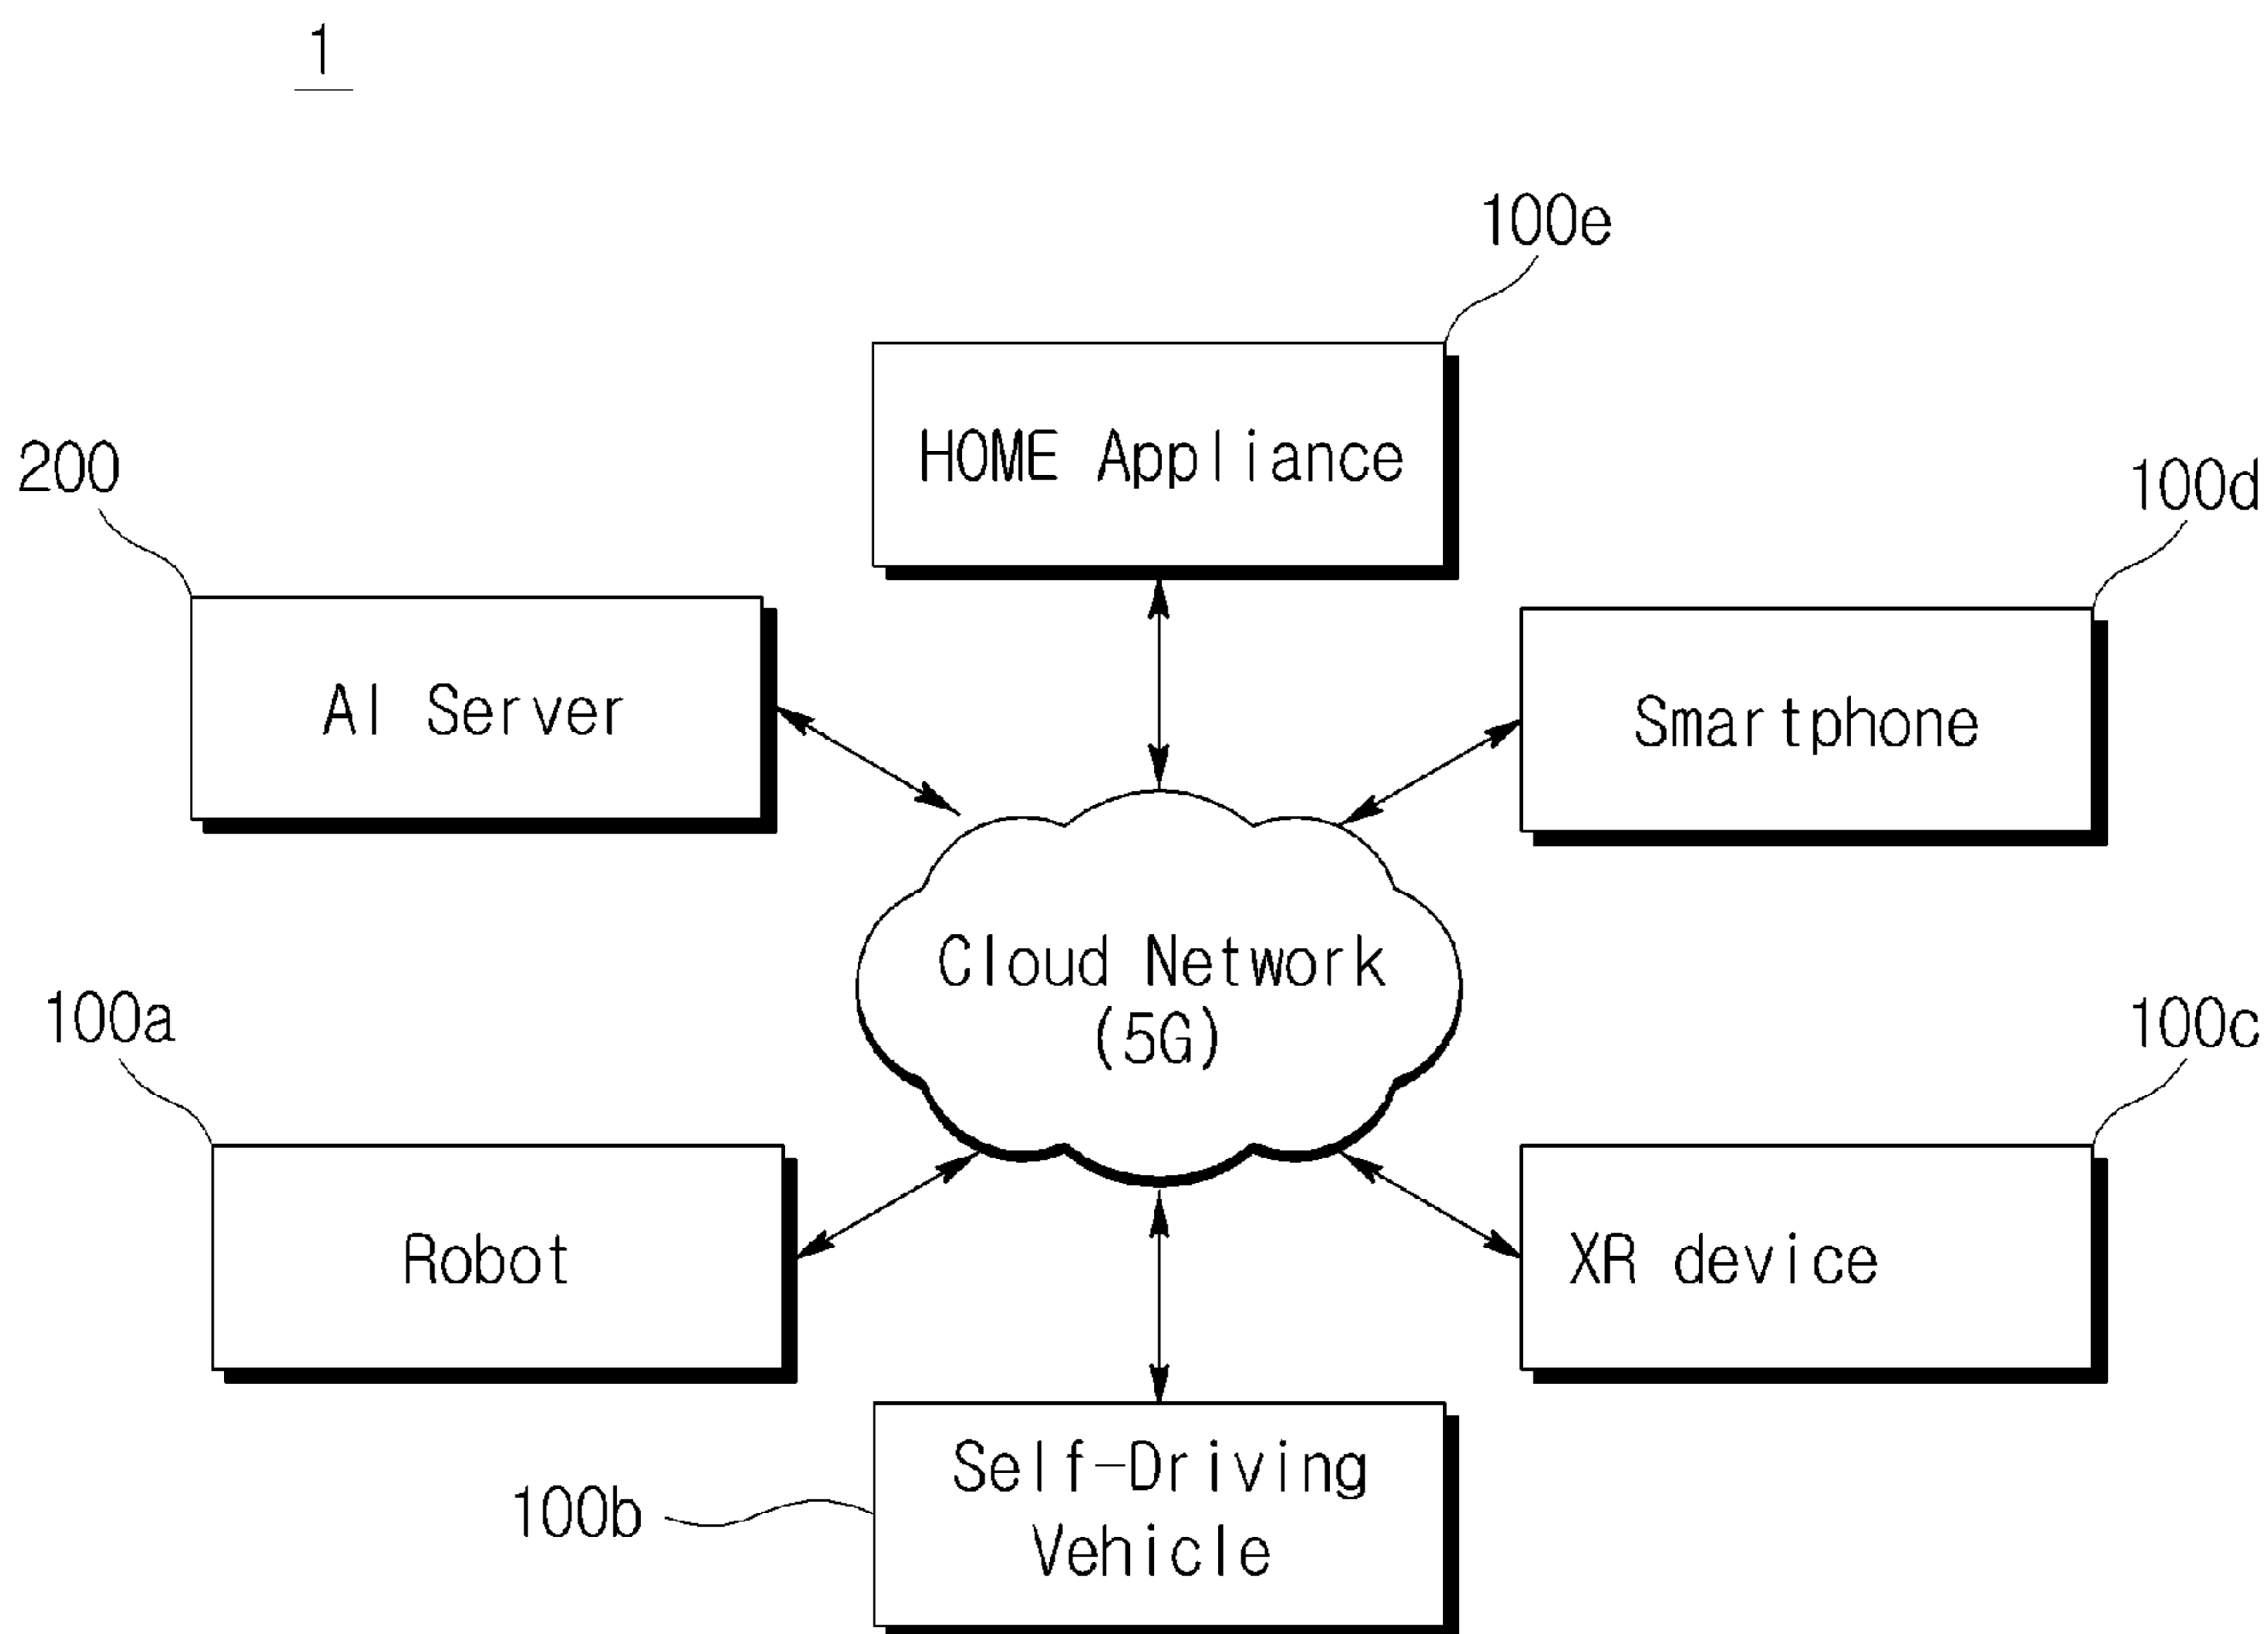 1
100e
HOME Appliance
200
100d
AI Server
Smartphone
Cloud Network
(5G)
100a
100c
Robot
XR device
Self-Driving
Vehicle
100b